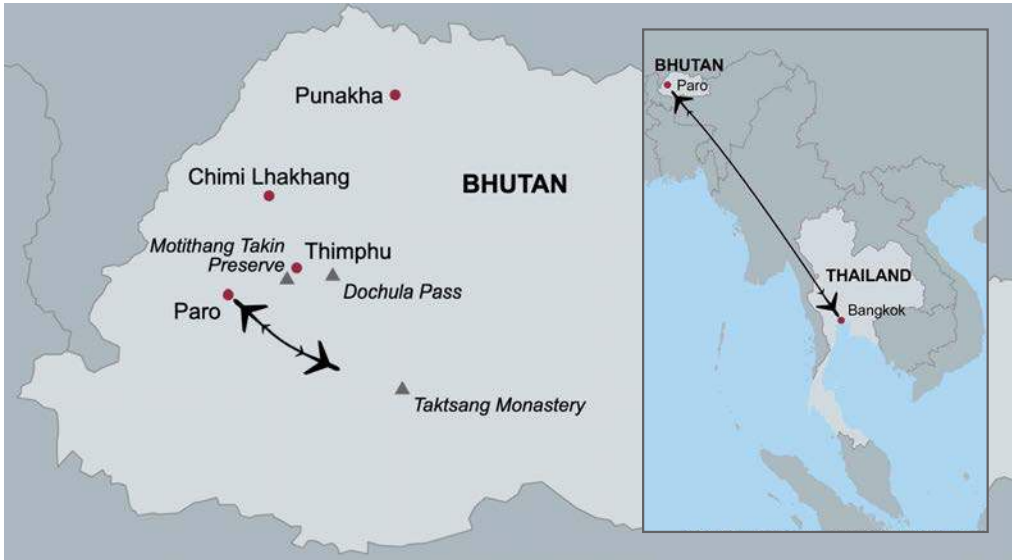 Punakha
Chimi Lhakhang
BHUTAN
Motithang Takin
Preserve
Thimphu
Dochula Pass
Paro
Taktsang Monastery
BHUTAN
Paro
THAILAND
Bangkok